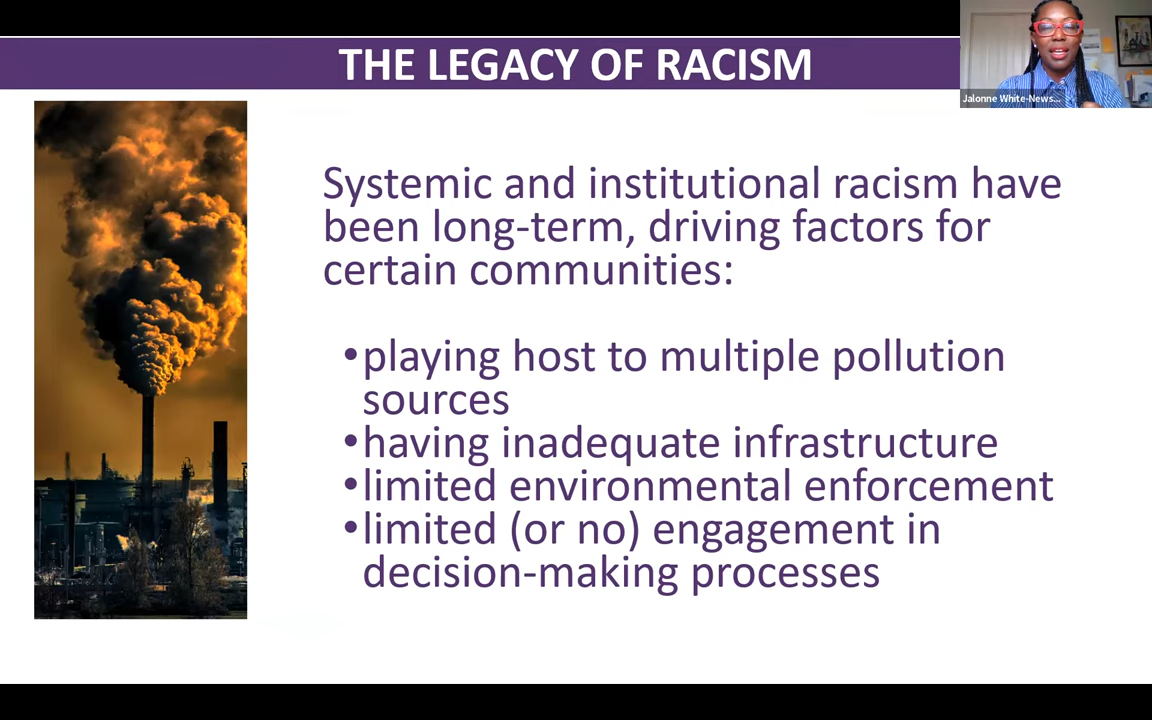 THE LEGACY OF RACISM
Jalonne White-News...
Systemic and institutional racism have
been long-term, driving factors for
certain communities:
•playing host to multiple pollution
sources
•having inadequate infrastructure
•limited environmental enforcement
•limited (or no) engagement in
decision-making processes